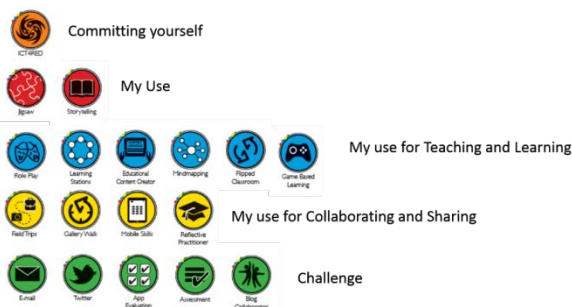 Committing yourself
ICT4RED
My Use
Jigsaw
Storytelling
My use for Teaching and Learning
Role Play
Learning
Stations
Educational
Content Creator
Mindmapping
Flipped
Classroom
Game Based
Learning
My use for Collaborating and Sharing
Field Trips
Gallery Walk
Mobile Skills
Reflective
Practitioner
Challenge
E-mail
Twitter
App
Evaluation
Assessment
Blog